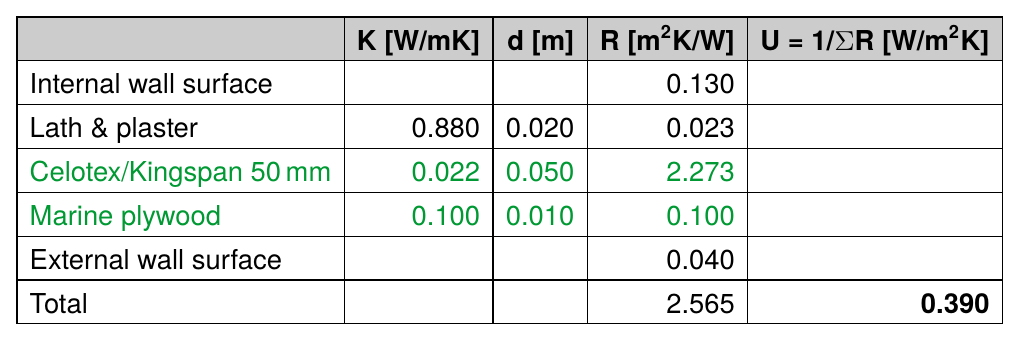 K [W/mK] d [m] R [m²K/W] U = 1/ΣR [W/m²K]
Internal wall surface 0.130
Lath & plaster 0.880 0.020 0.023
Celotex/Kingspan 50 mm 0.022 0.050 2.273
Marine plywood 0.100 0.010 0.100
External wall surface 0.040
Total 2.565 0.390